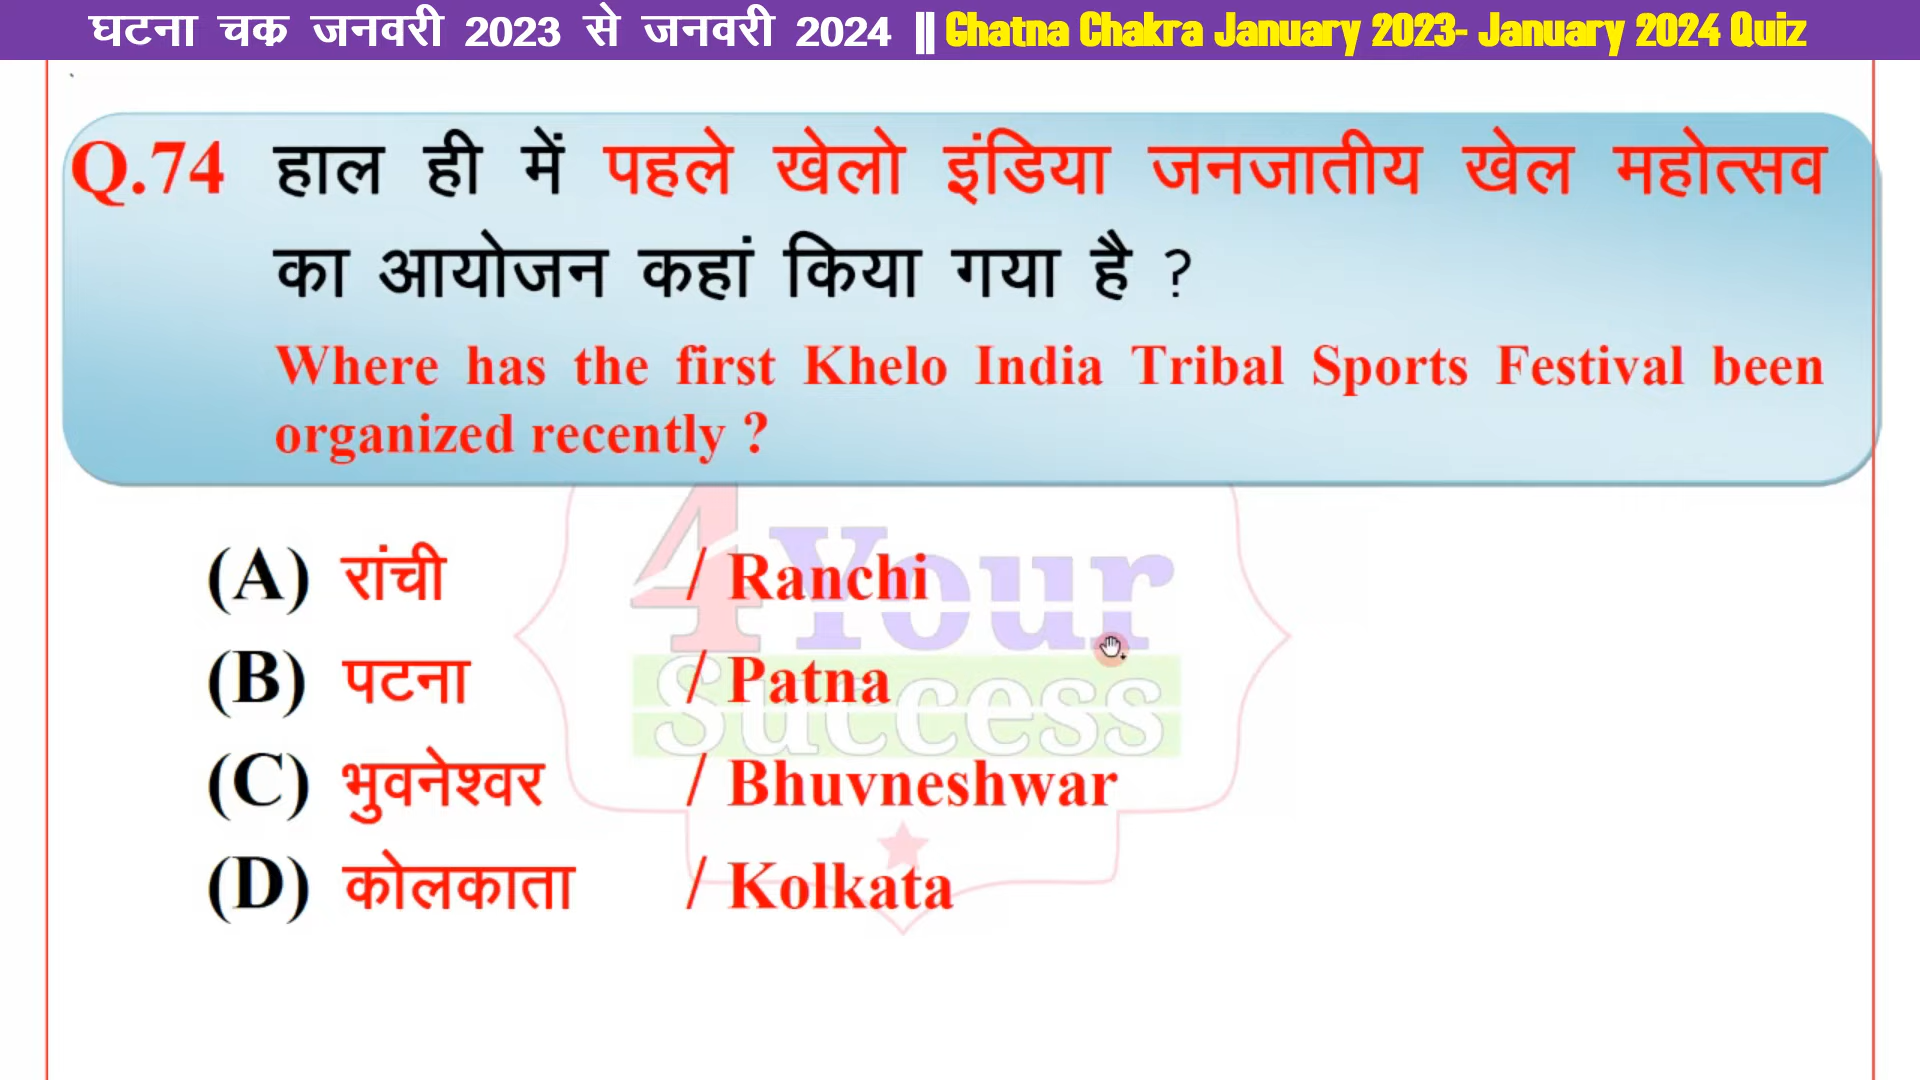 घटना चक्र जनवरी 2023 से जनवरी 2024 || Ghatna Chakra January 2023- January 2024 Quiz
Q.74 हाल ही में पहले खेलो इंडिया जनजातीय खेल महोत्सव
का आयोजन कहां किया गया है ?
Where has the first Khelo India Tribal Sports Festival been
organized recently ?
(A) रांची / Ranchi
(B) पटना / Patna
(C) भुवनेश्वर / Bhuvneshwar
(D) कोलकाता / Kolkata
4Your
Success